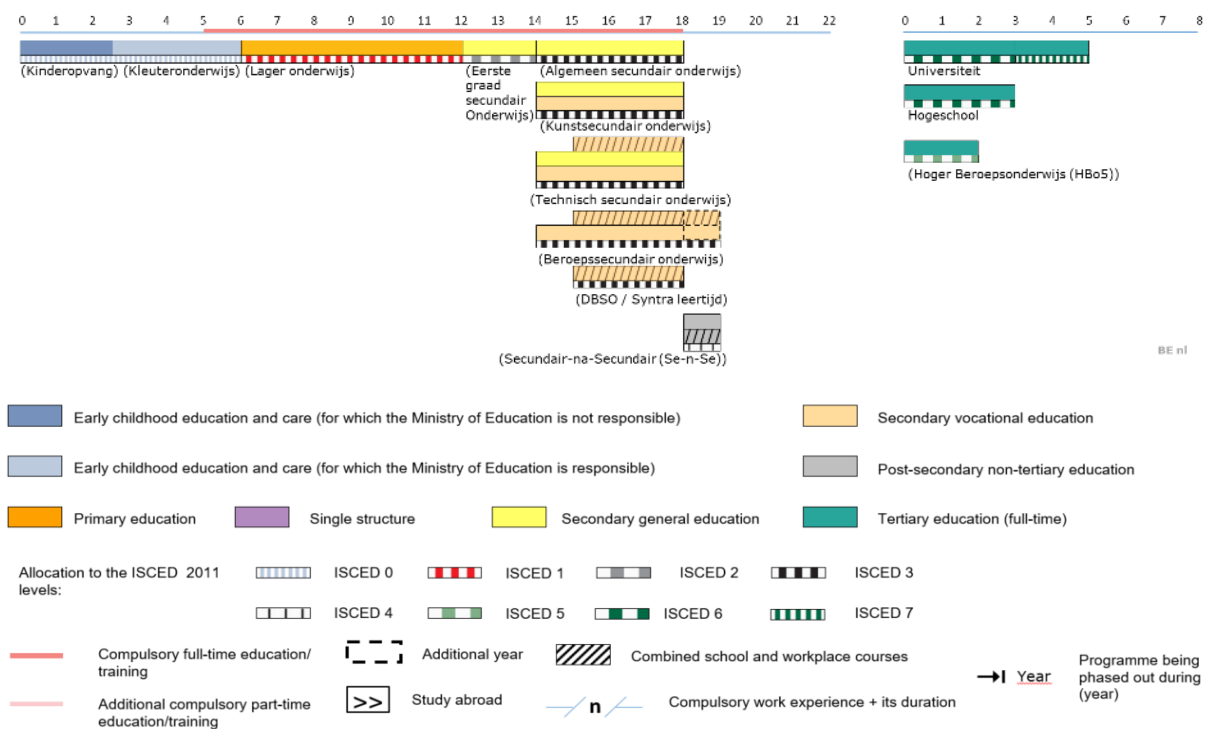 0 1 2 3 4 5 6 7 8 9 10 11 12 13 14 15 16 17 18 19 20 21 22
0 1 2 3 4 5 6 7 8
(Kinderopvang) (Kleuteronderwijs) (Lager onderwijs)
(Eerste
graad
secundair
Onderwijs)
(Algemeen secundair onderwijs)
(Kunstsecundair onderwijs)
(Technisch secundair onderwijs)
(Beroepssecundair onderwijs)
(DBSO / Syntra leertijd)
(Secundair-na-Secundair (Se-n-Se))
Universiteit
Hogeschool
(Hoger Beroepsonderwijs (HBo5))
BE nl
Early childhood education and care (for which the Ministry of Education is not responsible)
Secondary vocational education
Early childhood education and care (for which the Ministry of Education is responsible)
Post-secondary non-tertiary education
Primary education
Single structure
Secondary general education
Tertiary education (full-time)
Allocation to the ISCED 2011
levels:
ISCED 0
ISCED 1
ISCED 2
ISCED 3
ISCED 4
ISCED 5
ISCED 6
ISCED 7
Compulsory full-time education/
training
Additional year
Combined school and workplace courses
Year
Programme being
phased out during
(year)
Additional compulsory part-time
education/training
>>
Study abroad
n
Compulsory work experience + its duration